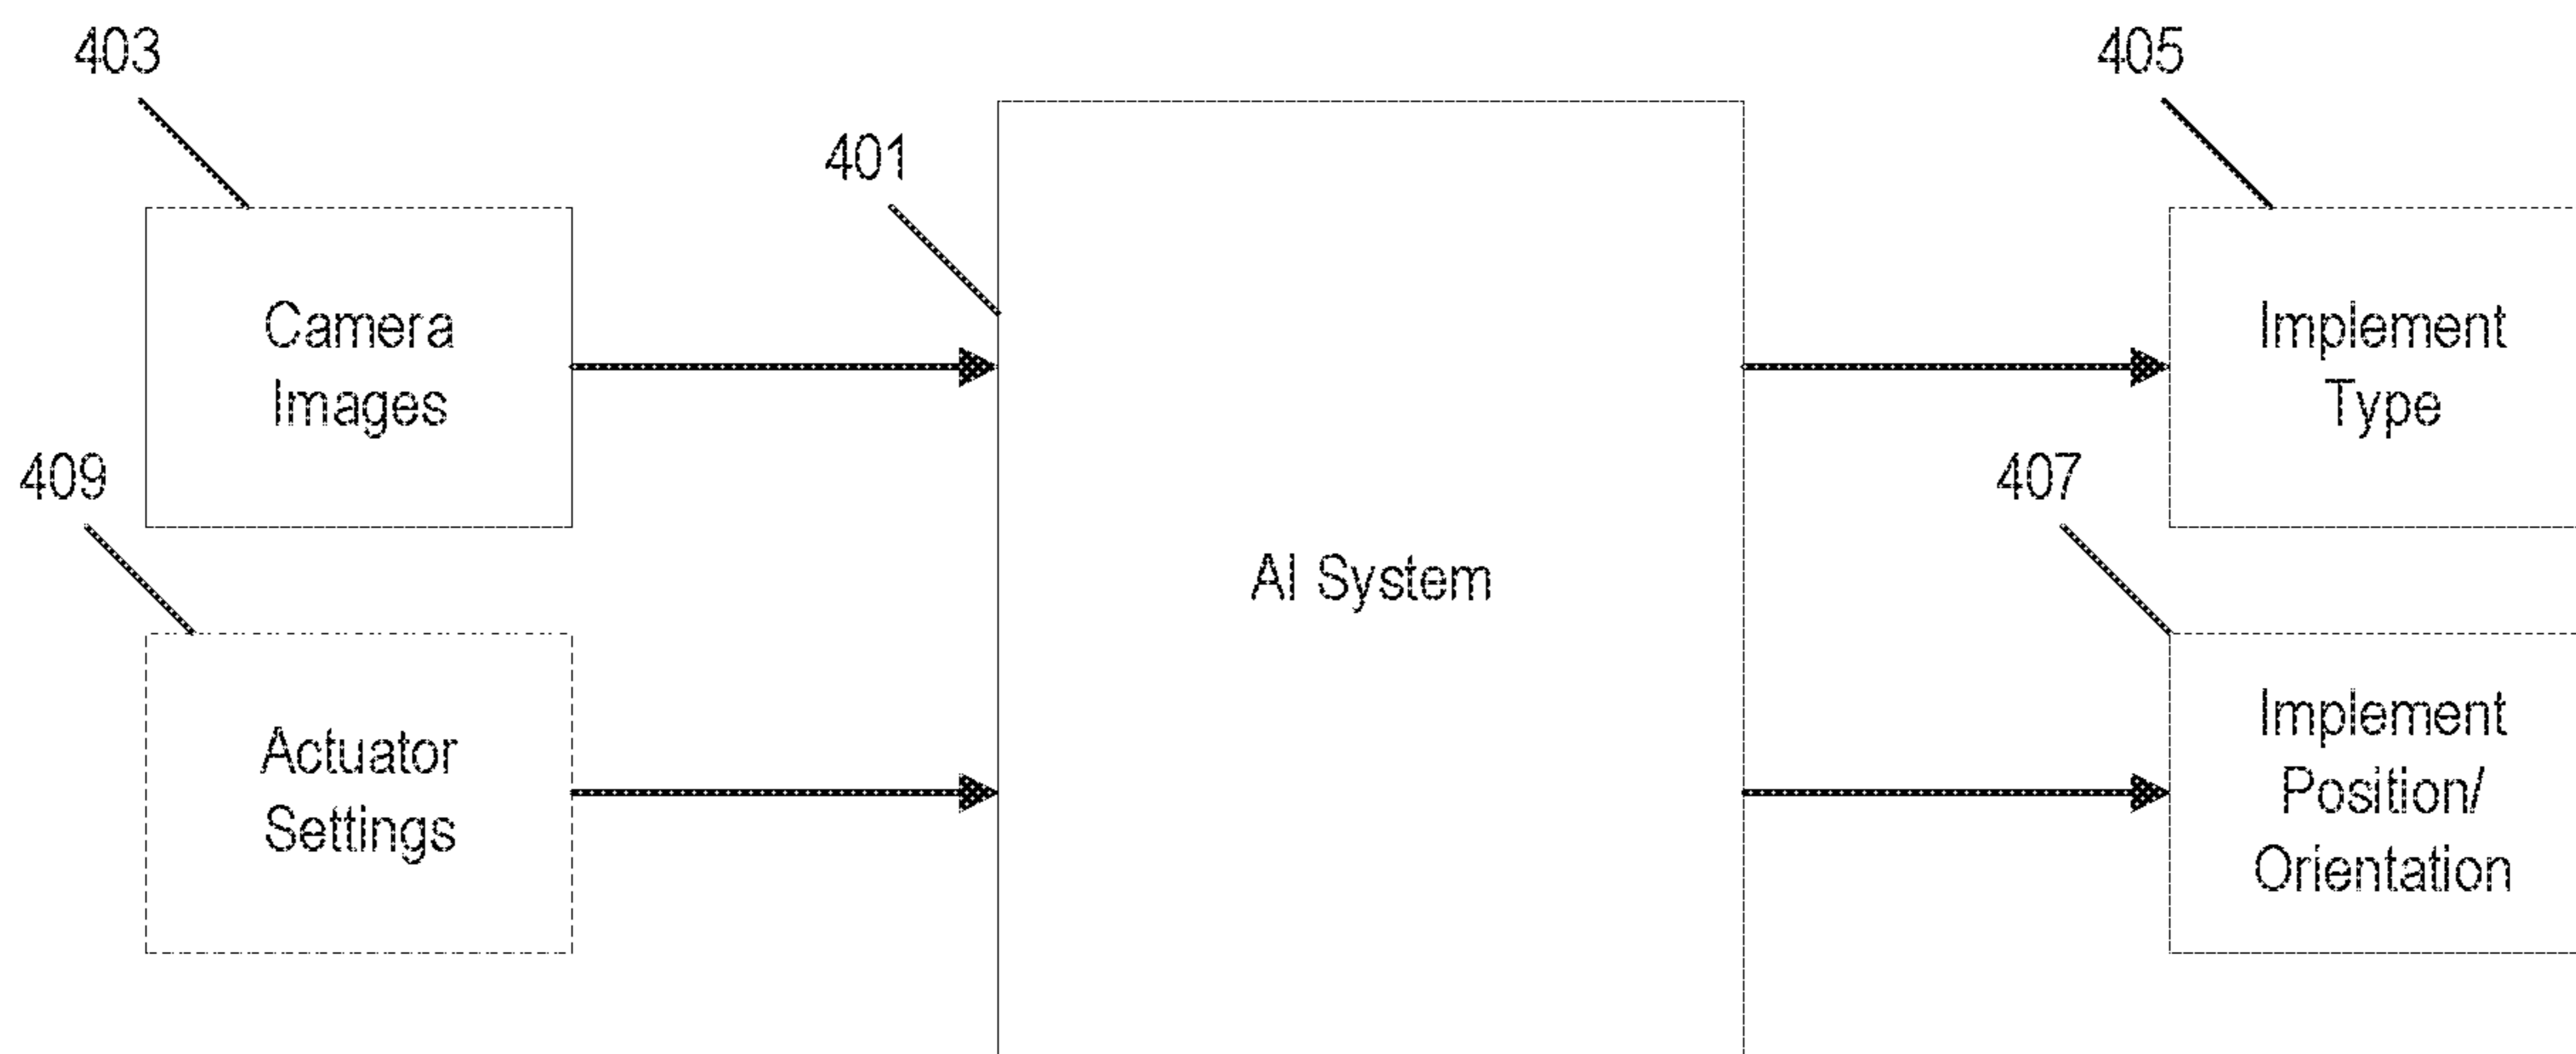 403
405
401
Camera
Images
Implement
Type
409
407
AI System
Actuator
Settings
Implement
Position/
Orientation